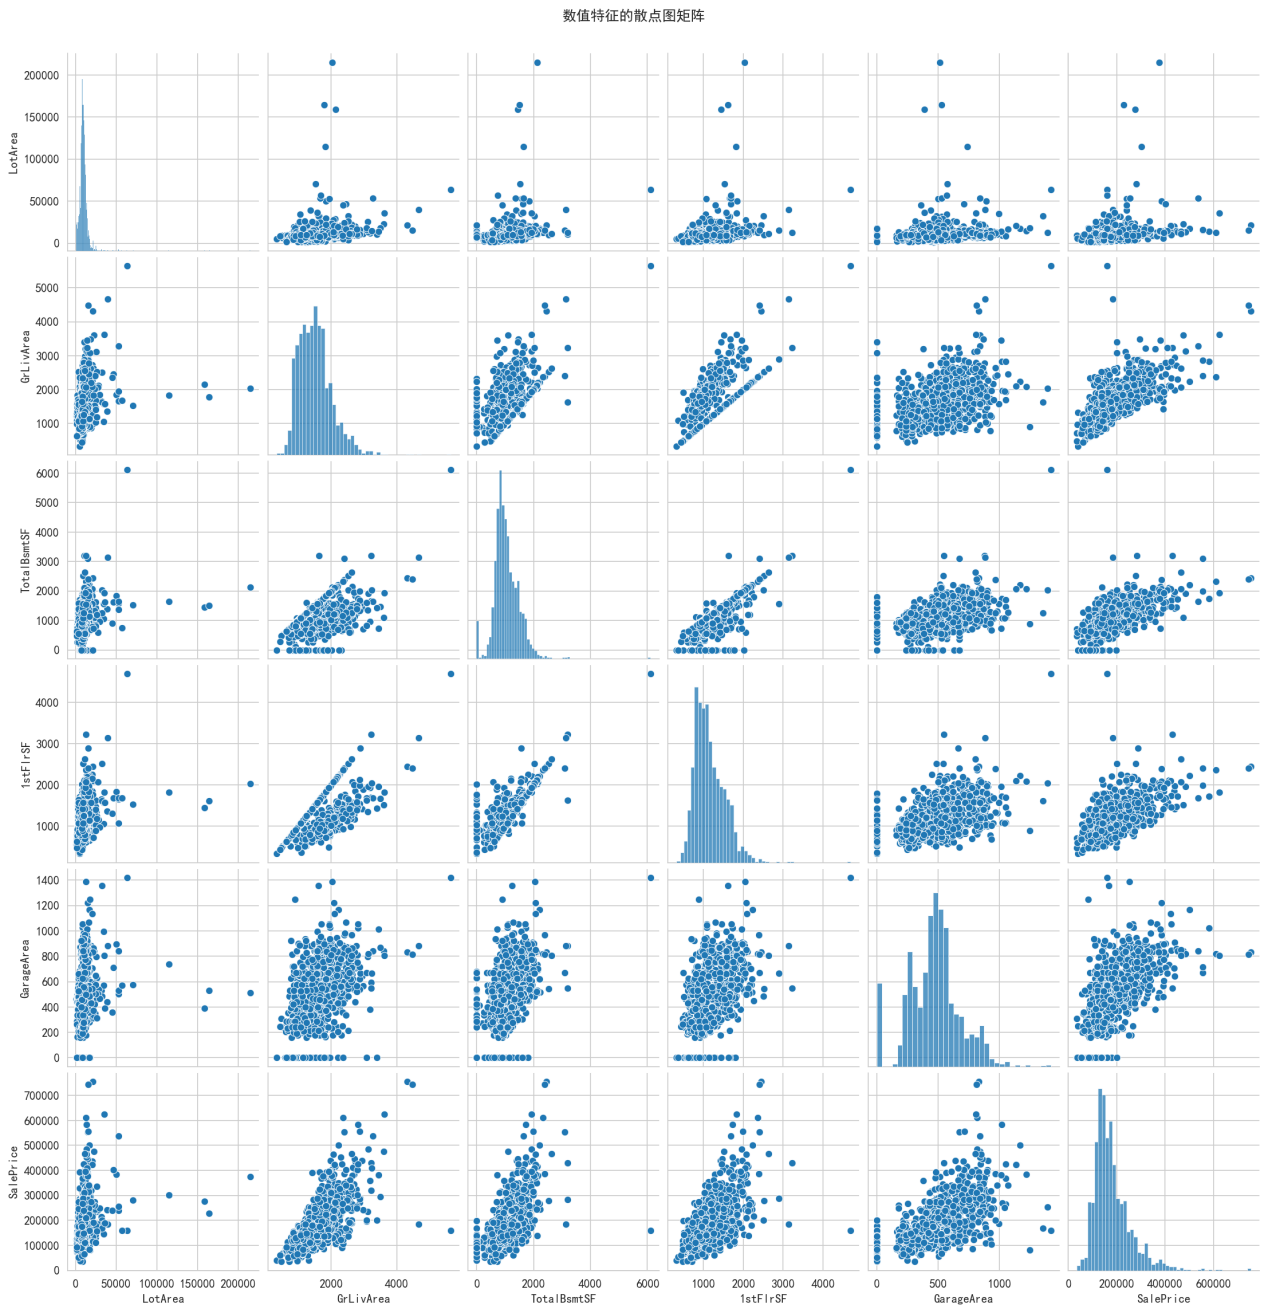 数值特征的散点图矩阵
LotArea
200000
150000
100000
50000
0
GrLivArea
5000
4000
3000
2000
1000
TotalBsmtSF
6000
5000
4000
3000
2000
1000
0
1stFlrSF
4000
3000
2000
1000
GarageArea
1400
1200
1000
800
600
400
200
0
SalePrice
700000
600000
500000
400000
300000
200000
100000
0
0 50000 100000 150000 200000
2000 4000
0 2000 4000 6000
1000 2000 3000 4000
0 500 1000
0 200000 400000 600000
LotArea
GrLivArea
TotalBsmtSF
1stFlrSF
GarageArea
SalePrice